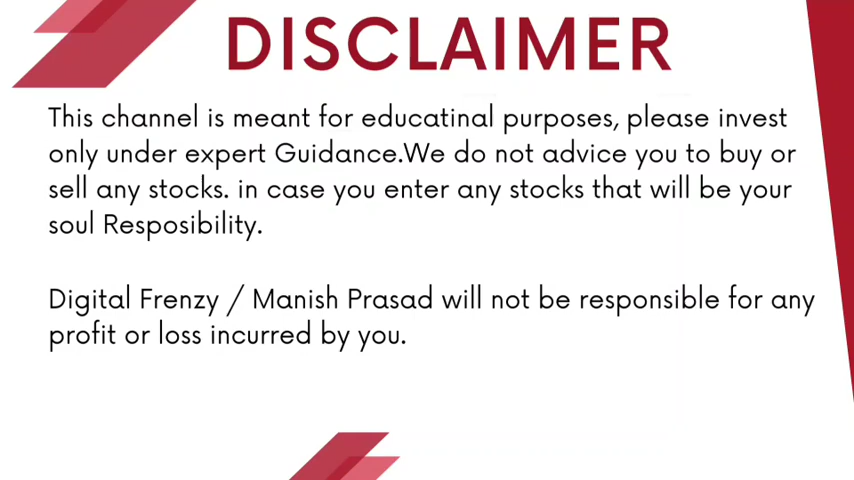 DISCLAIMER
This channel is meant for educatinal purposes, please invest
only under expert Guidance.We do not advice you to buy or
sell any stocks. in case you enter any stocks that will be your
soul Resposibility.
Digital Frenzy / Manish Prasad will not be responsible for any
profit or loss incurred by you.